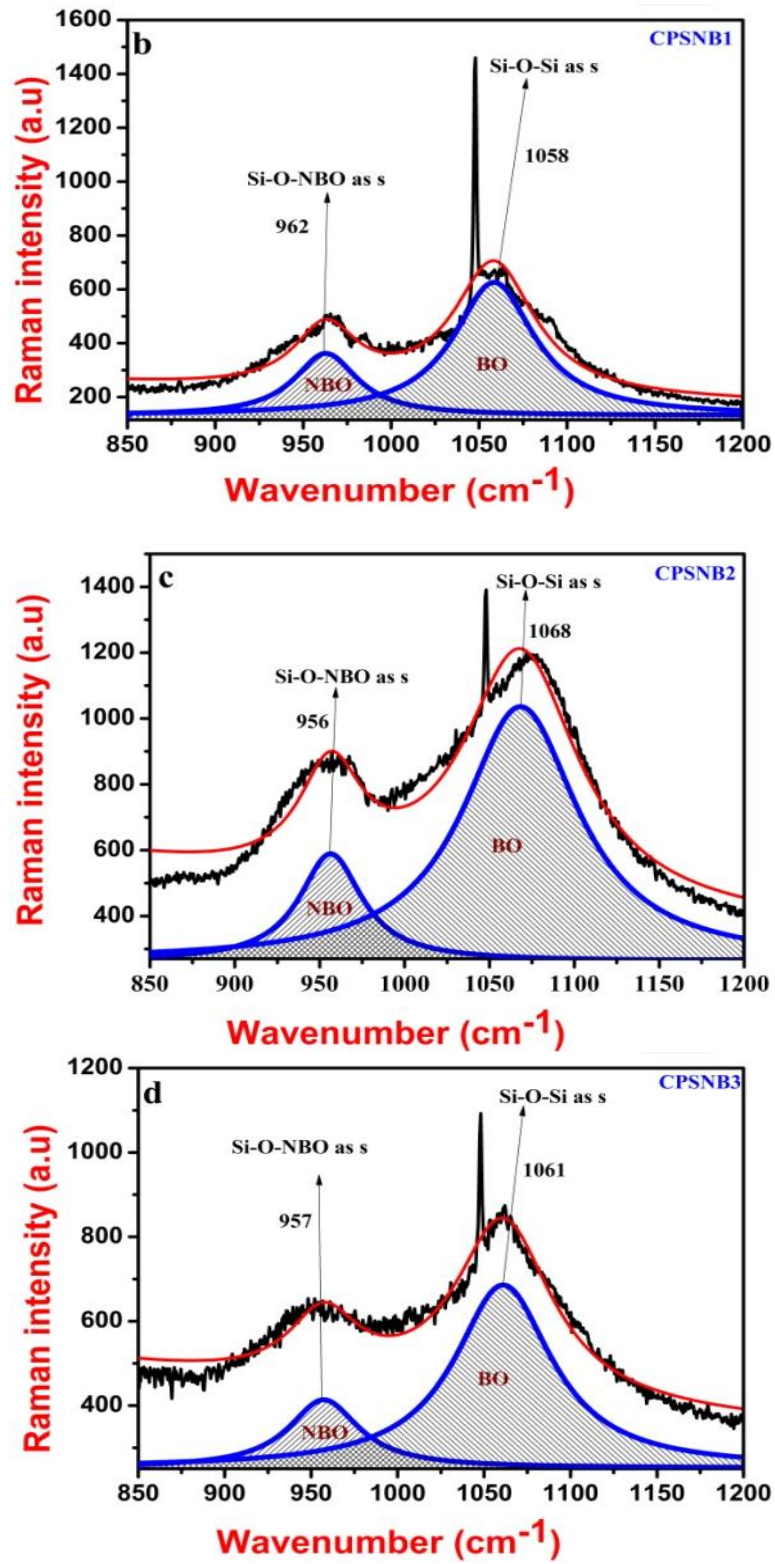 b
CPSNB1
Si-O-Si as s
1058
Si-O-NBO as s
962
NBO
BO
Raman intensity (a.u)
1600
1400
1200
1000
800
600
400
200
850 900 950 1000 1050 1100 1150 1200
Wavenumber (cm-1)
c
CPSNB2
Si-O-Si as s
1068
Si-O-NBO as s
956
NBO
BO
Raman intensity (a.u)
1400
1200
1000
800
600
400
850 900 950 1000 1050 1100 1150 1200
Wavenumber (cm-1)
d
CPSNB3
Si-O-Si as s
1061
Si-O-NBO as s
957
NBO
BO
Raman intensity (a.u)
1200
1000
800
600
400
850 900 950 1000 1050 1100 1150 1200
Wavenumber (cm-1)